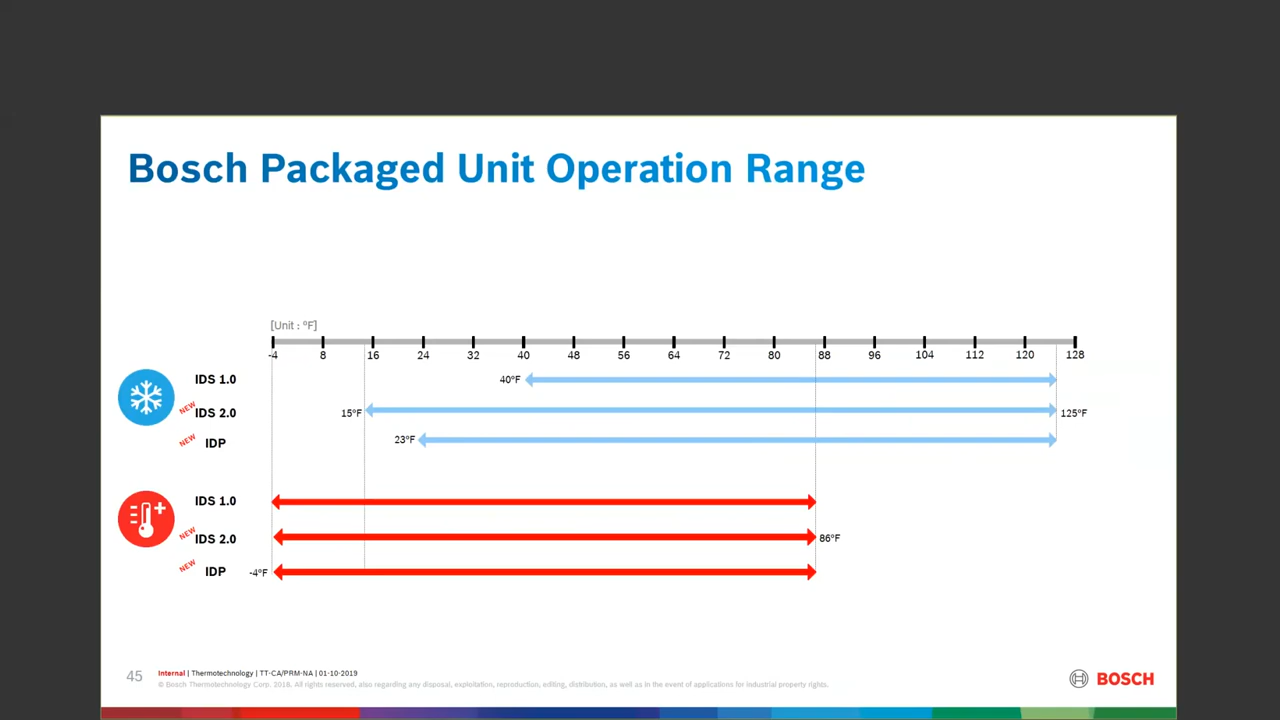 Bosch Packaged Unit Operation Range
[Unit : °F]
-4 8 16 24 32 40 48 56 64 72 80 88 96 104 112 120 128
IDS 1.0 40°F
NEW IDS 2.0 15°F 125°F
NEW IDP 23°F
IDS 1.0
NEW IDS 2.0 86°F
NEW IDP -4°F
45 Internal | Thermotechnology | TT-CA/PRM-NA | 01-10-2019
© Bosch Thermotechnology Corp. 2016. All rights reserved, also regarding any disposal, exploitation, reproduction, editing, distribution, as well as in the event of applications for industrial property rights.
BOSCH